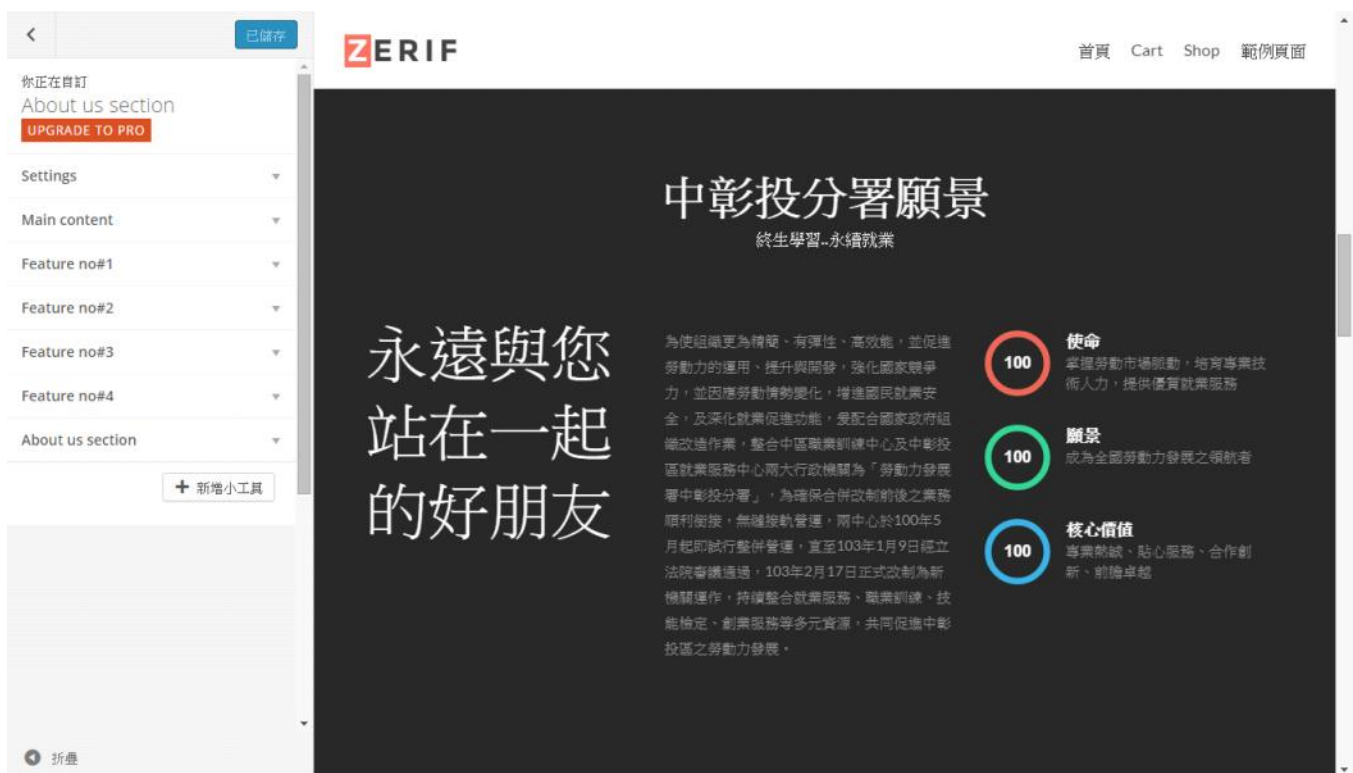 已儲存
你正在自訂
About us section
UPGRADE TO PRO
Settings
Main content
Feature no#1
Feature no#2
Feature no#3
Feature no#4
About us section
新增小工具
折疊
ZERIF
首頁 Cart Shop 範例頁面
中彰投分署願景
終生學習..永續就業
永遠與您
站在一起
的好朋友
為使組織更為精簡、有彈性、高效能，並促進
勞動力的運用、提升與開發，強化國家競爭
力，並因應勞動情勢變化，增進國民就業安
全，及深化就業促進功能，爰配合國家政府組
織改造作業，整合中區職業訓練中心及中彰投
區就業服務中心兩大行政機關為「勞動力發展
署中彰投分署」，為確保合併改制前後之業務
順利銜接，無縫接軌營運，兩中心於100年5
月起即試行整併營運，直至103年1月9日經立
法院審議通過，103年2月17日正式改制為新
機關運作，持續整合就業服務、職業訓練、技
能檢定、創業服務等多元資源，共同促進中彰
投區之勞動力發展。
100
使命
掌握勞動市場脈動，培育專業技
術人力，提供優質就業服務
100
願景
成為全國勞動力發展之領航者
100
核心價值
專業熱誠、貼心服務、合作創
新、前瞻卓越